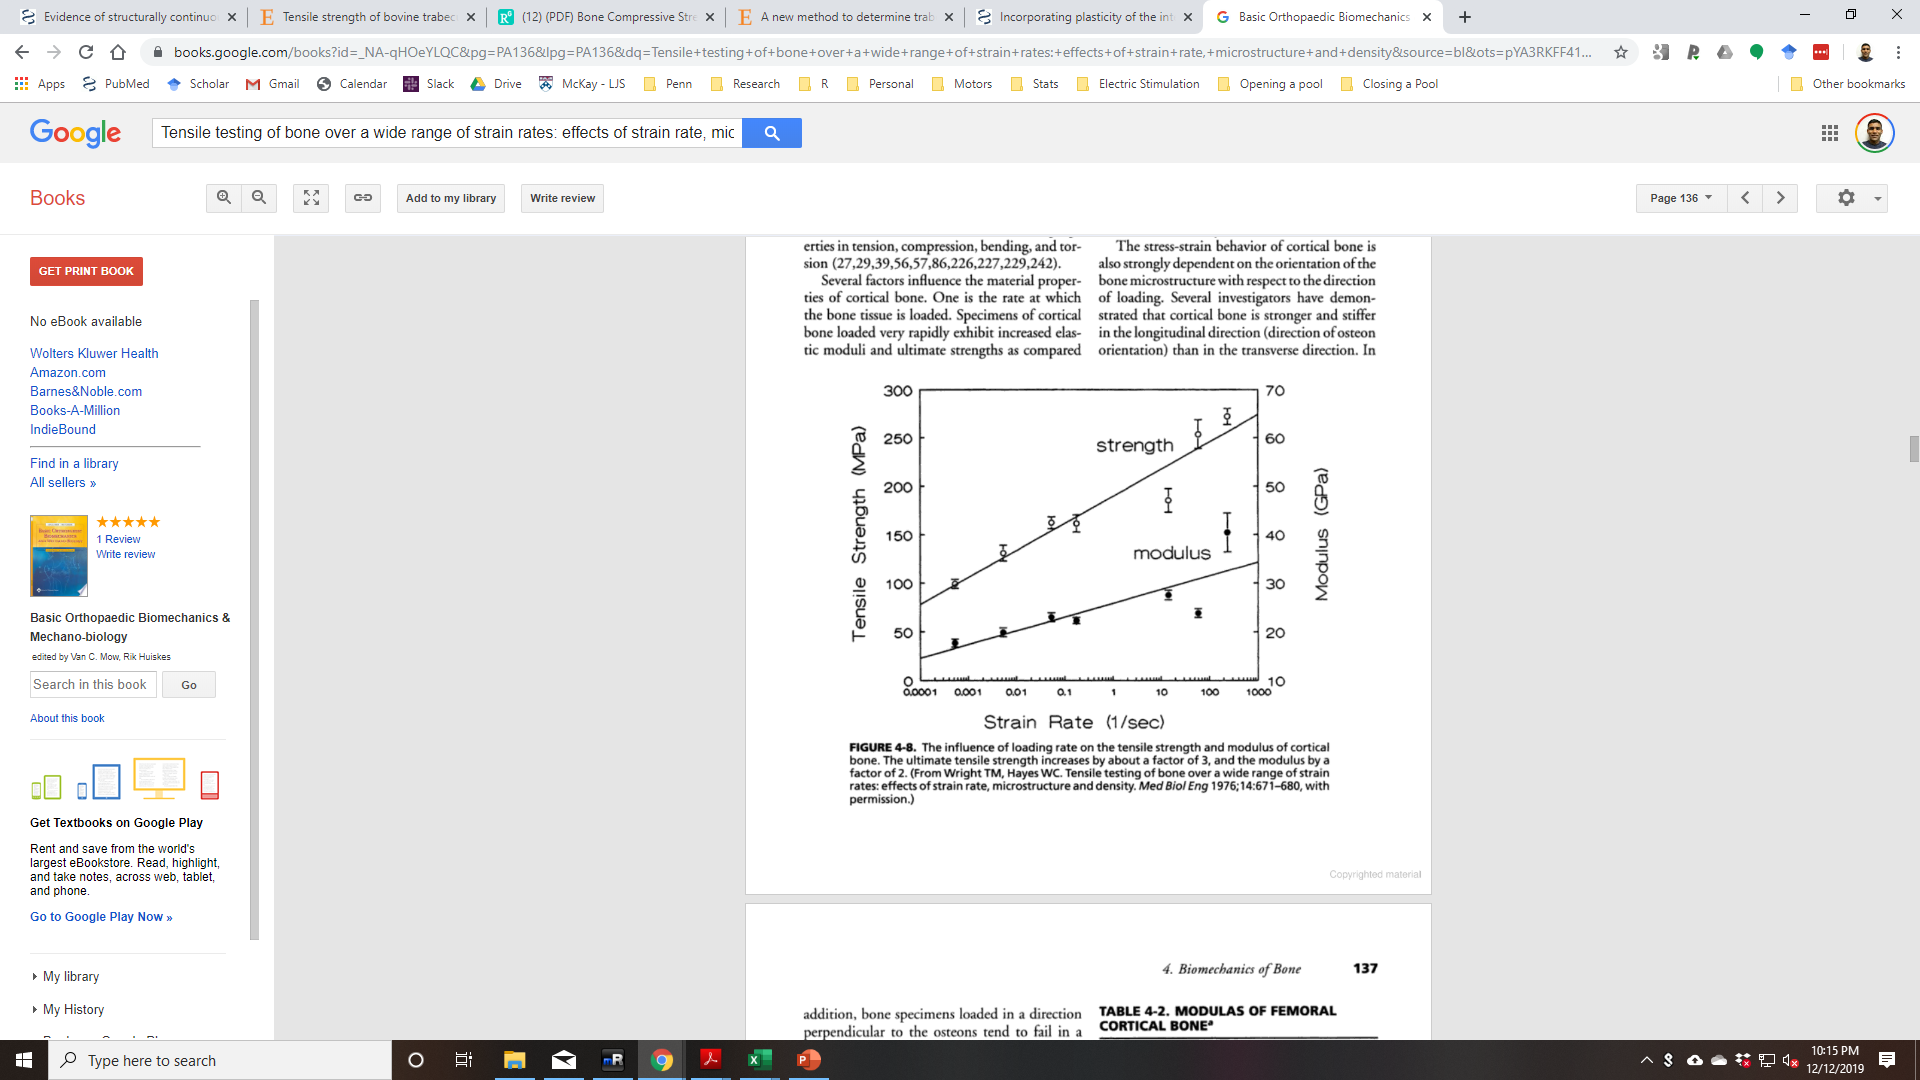 Evidence of structurally continuo
Tensile strength of bovine trabec
(12) (PDF) Bone Compressive Stre
A new method to determine trab
Incorporating plasticity of the int
Basic Orthopaedic Biomechanics
books.google.com/books?id=_NA-qHOeYLQC&pg=PA136&lpg=PA136&dq=Tensile+testing+of+bone+over+a+wide+range+of+strain+rates:+effects+of+strain+rate,+microstructure+and+density&source=bl&ots=pYA3RKFF41...
Apps
PubMed
Scholar
Gmail
Calendar
Slack
Drive
McKay - LJS
Penn
Research
R
Personal
Motors
Stats
Electric Stimulation
Opening a pool
Closing a Pool
Other bookmarks
Google
Tensile testing of bone over a wide range of strain rates: effects of strain rate, mic
Books
Add to my library
Write review
Page 136
GET PRINT BOOK
No eBook available
Wolters Kluwer Health
Amazon.com
Barnes&Noble.com
Books-A-Million
IndieBound
Find in a library
All sellers »
1 Review
Write review
Basic Orthopaedic Biomechanics &
Mechano-biology
edited by Van C. Mow, Rik Huiskes
Search in this book
Go
About this book
Get Textbooks on Google Play
Rent and save from the world's
largest eBookstore. Read, highlight,
and take notes, across web, tablet,
and phone.
Go to Google Play Now »
My library
My History
erties in tension, compression, bending, and tor-
sion (27,29,39,56,57,86,226,227,229,242).
Several factors influence the material proper-
ties of cortical bone. One is the rate at which
the bone tissue is loaded. Specimens of cortical
bone loaded very rapidly exhibit increased elas-
tic moduli and ultimate strengths as compared
The stress-strain behavior of cortical bone is
also strongly dependent on the orientation of the
bone microstructure with respect to the direction
of loading. Several investigators have demon-
strated that cortical bone is stronger and stiffer
in the longitudinal direction (direction of osteon
orientation) than in the transverse direction. In
Tensile Strength (MPa)
300
250
200
150
100
50
0
strength
modulus
70
60
50
40
30
20
10
Modulus (GPa)
0.0001
0.001
0.01
0.1
1
10
100
1000
Strain Rate (1/sec)
FIGURE 4-8. The influence of loading rate on the tensile strength and modulus of cortical
bone. The ultimate tensile strength increases by about a factor of 3, and the modulus by a
factor of 2. (From Wright TM, Hayes WC. Tensile testing of bone over a wide range of strain
rates: effects of strain rate, microstructure and density. Med Biol Eng 1976;14:671–680, with
permission.)
Copyrighted material
4. Biomechanics of Bone 137
addition, bone specimens loaded in a direction
perpendicular to the osteons tend to fail in a
TABLE 4-2. MODULAS OF FEMORAL
CORTICAL BONEᵃ
Type here to search
10:15 PM
12/12/2019